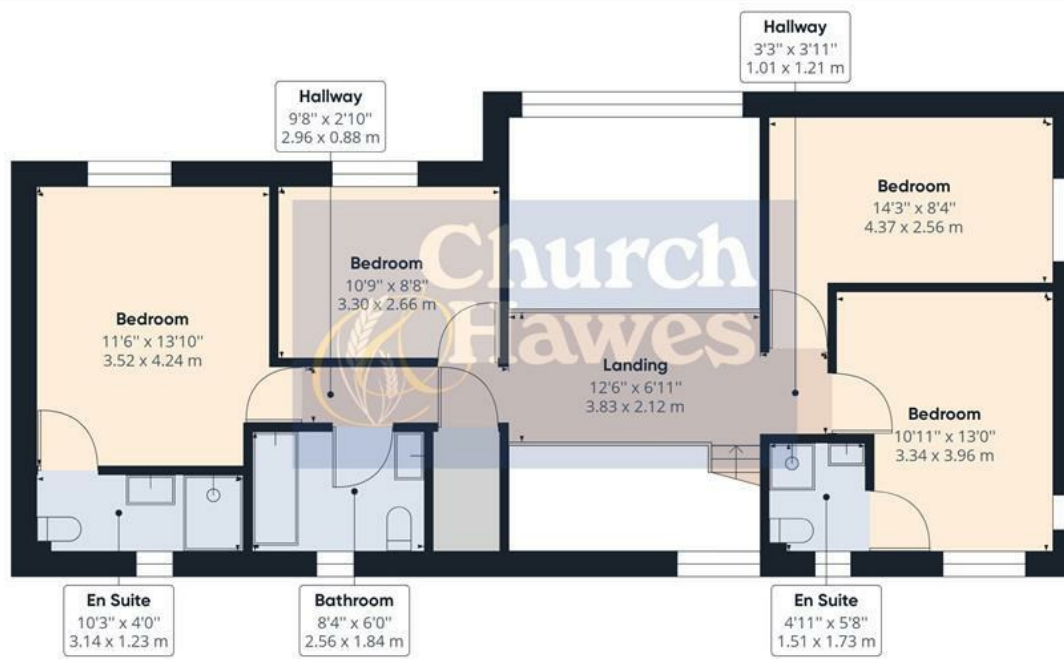 Hallway
3'3" x 3'11"
1.01 x 1.21 m
Hallway
9'8" x 2'10"
2.96 x 0.88 m
Bedroom
14'3" x 8'4"
4.37 x 2.56 m
Church
Hawes
Bedroom
10'9" x 8'8"
3.30 x 2.66 m
Bedroom
11'6" x 13'10"
3.52 x 4.24 m
Landing
12'6" x 6'11"
3.83 x 2.12 m
Bedroom
10'11" x 13'0"
3.34 x 3.96 m
En Suite
10'3" x 4'0"
3.14 x 1.23 m
Bathroom
8'4" x 6'0"
2.56 x 1.84 m
En Suite
4'11" x 5'8"
1.51 x 1.73 m